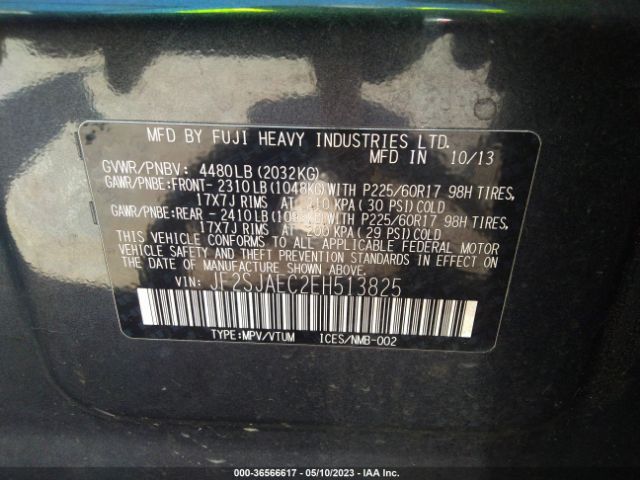 MFD BY FUJI HEAVY INDUSTRIES LTD.
MFD IN 10/13
GVWR/PNBV: 4480LB(2032KG)
GAWR/PNBE:FRONT- 2310LB(1048KG)WITH P225/60R17 98H TIRES,
17X7J RIMS AT 210KPA(30 PSI)COLD
GAWR/PNBE:REAR - 2410LB( WITH P225/60R17 98H TIRES,
17X7J RIMS AT 200KPA(29 PSI)COLD
THIS VEHICLE CONFORMS TO ALL APPLICABLE FEDERAL MOTOR
VEHICLE SAFETY AND THEFT PREVENTION STANDARDS IN EFFECT
ON THE DATE OF MANUFACTURE SHOWN ABOVE.
VIN: JF2SJAEC2EH513825
TYPE:MPV/VTUM ICES/NMB-002
000-36566617 - 05/10/2023 - IAA Inc.